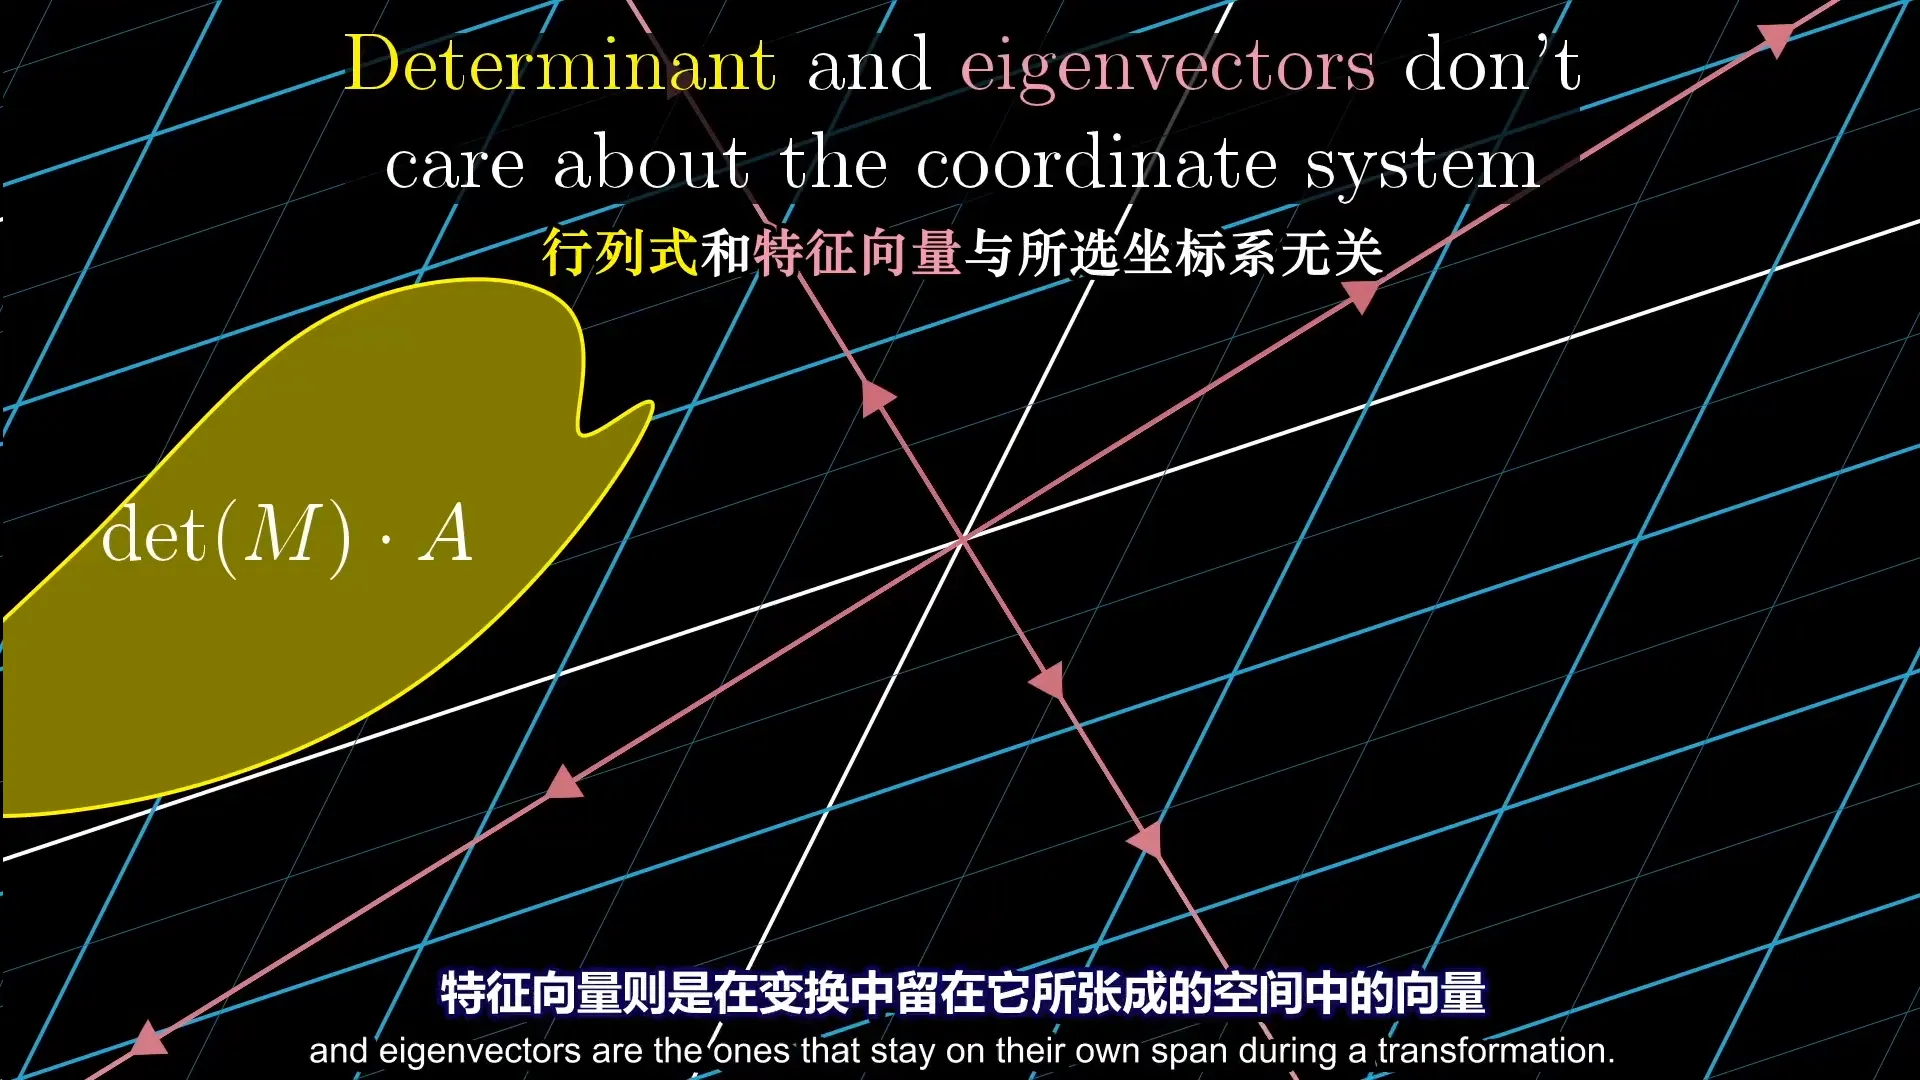 Determinant and eigenvectors don't
care about the coordinate system
行列式和特征向量与所选坐标系无关
det(M) · A
特征向量则是在变换中留在它所张成的空间中的向量
and eigenvectors are the ones that stay on their own span during a transformation.